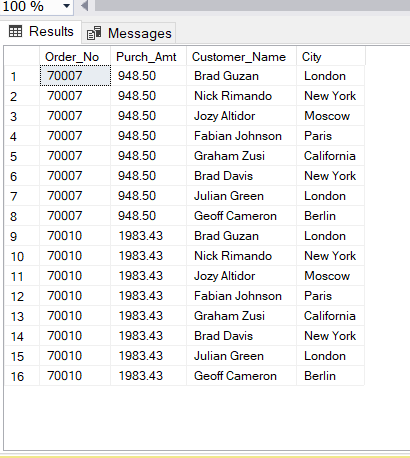 100 %
Results Messages
Order_No Purch_Amt Customer_Name City
1 70007 948.50 Brad Guzan London
2 70007 948.50 Nick Rimando New York
3 70007 948.50 Jozy Altidor Moscow
4 70007 948.50 Fabian Johnson Paris
5 70007 948.50 Graham Zusi California
6 70007 948.50 Brad Davis New York
7 70007 948.50 Julian Green London
8 70007 948.50 Geoff Cameron Berlin
9 70010 1983.43 Brad Guzan London
10 70010 1983.43 Nick Rimando New York
11 70010 1983.43 Jozy Altidor Moscow
12 70010 1983.43 Fabian Johnson Paris
13 70010 1983.43 Graham Zusi California
14 70010 1983.43 Brad Davis New York
15 70010 1983.43 Julian Green London
16 70010 1983.43 Geoff Cameron Berlin